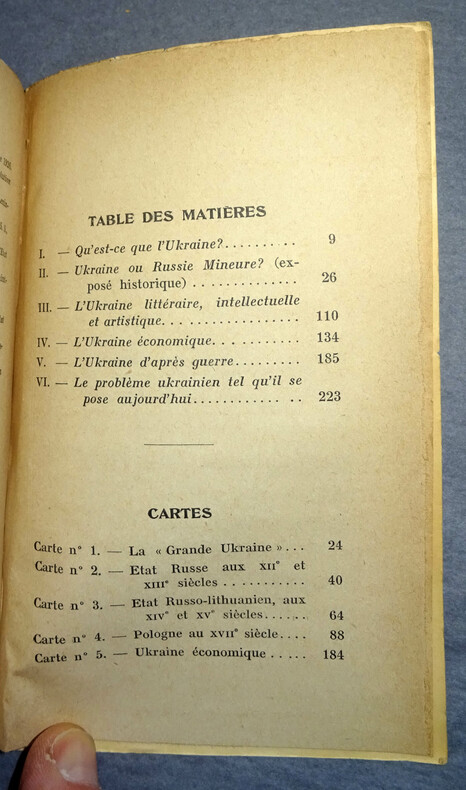 TABLE DES MATIÈRES
I. — Qu'est-ce que l'Ukraine?.......... 9
II. — Ukraine ou Russie Mineure? (ex-
posé historique) .............. 26
III. — L'Ukraine littéraire, intellectuelle
et artistique................. 110
IV. — L'Ukraine économique............ 134
V. — L'Ukraine d'après guerre......... 185
VI. — Le problème ukrainien tel qu'il se
pose aujourd'hui.............. 223
CARTES
Carte n° 1. — La « Grande Ukraine »... 24
Carte n° 2. — Etat Russe aux XIIe et
XIIIe siècles ........... 40
Carte n° 3. — Etat Russo-lithuanien, aux
XIVe et XVe siècles...... 64
Carte n° 4. — Pologne au XVIIe siècle.... 88
Carte n° 5. — Ukraine économique ..... 184